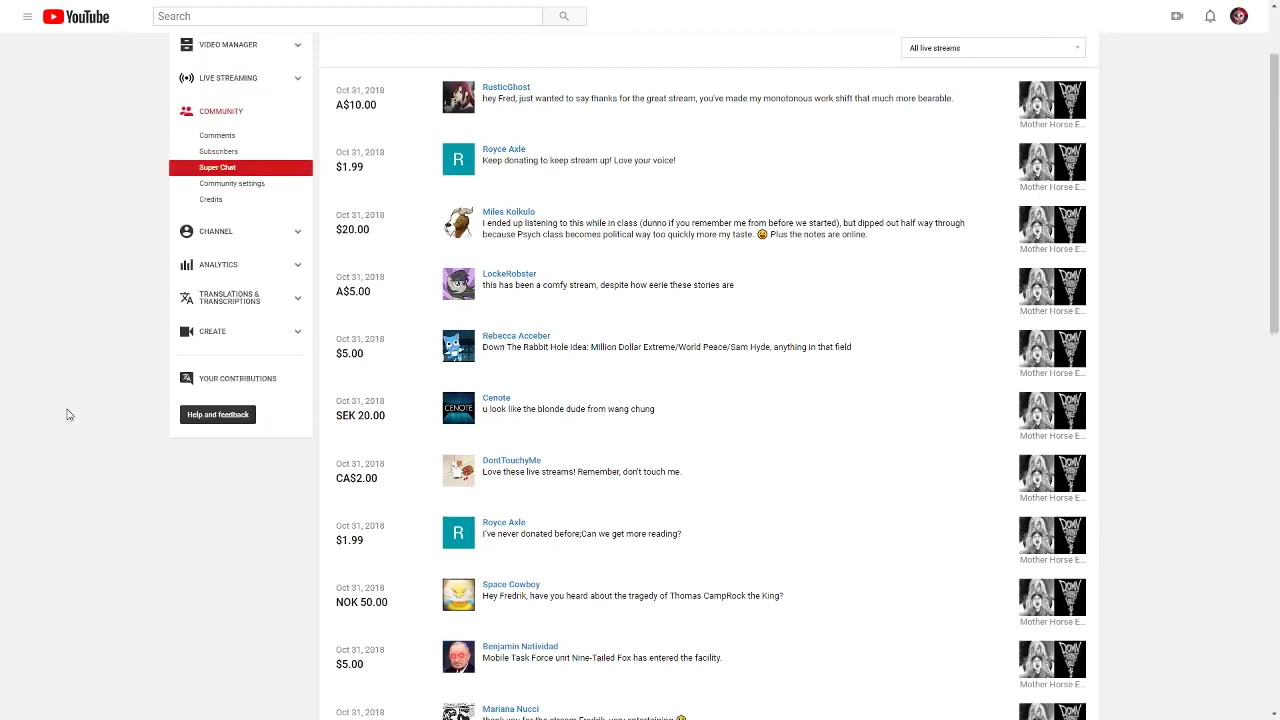 YouTube
Search
VIDEO MANAGER
LIVE STREAMING
COMMUNITY
Comments
Subscribers
Super Chat
Community settings
Credits
CHANNEL
ANALYTICS
TRANSLATIONS &
TRANSCRIPTIONS
CREATE
YOUR CONTRIBUTIONS
Help and feedback
All live streams
Oct 31, 2018
A$10.00
RusticGhost
hey Fred, just wanted to say thanks for the great stream, you've made my monotonous work shift that much more bearable.
Mother Horse E...
Oct 31, 2018
$1.99
R
Royce Axle
Keep donating to keep stream up! Love your voice!
Mother Horse E...
Oct 31, 2018
$20.00
Miles Kolkulo
I ended up listening to this while in class (dunno if you remember me from before we started), but dipped out half way through
because Psych class becomes political way to quickly more my taste. 😀 Plus the notes are online.
Mother Horse E...
Oct 31, 2018
A$5.00
LockeRobster
this has been a comfy stream, despite how eerie these stories are
Mother Horse E...
Oct 31, 2018
$5.00
Rebecca Acceber
Down The Rabbit Hole idea: Million Dollar Extreme/World Peace/Sam Hyde, anything in that field
Mother Horse E...
Oct 31, 2018
SEK 20.00
CENOTE
Cenote
u look like the blonde dude from wang chung
Mother Horse E...
Oct 31, 2018
CA$2.00
DontTouchyMe
Love these live streams! Remember, don't touch me.
Mother Horse E...
Oct 31, 2018
$1.99
R
Royce Axle
I've never donated before;Can we get more reading?
Mother Horse E...
Oct 31, 2018
NOK 50.00
Space Cowboy
Hey Fredrik, have you heard about the tragedy of Thomas CampRock the King?
Mother Horse E...
Oct 31, 2018
$5.00
Benjamin Natividad
Mobile Task Force unit Nine-Tailed Fox has entered the facility.
Mother Horse E...
Oct 31, 2018
Mariana Nucci
thank you for the stream Fredrik, very entertaining 🙂